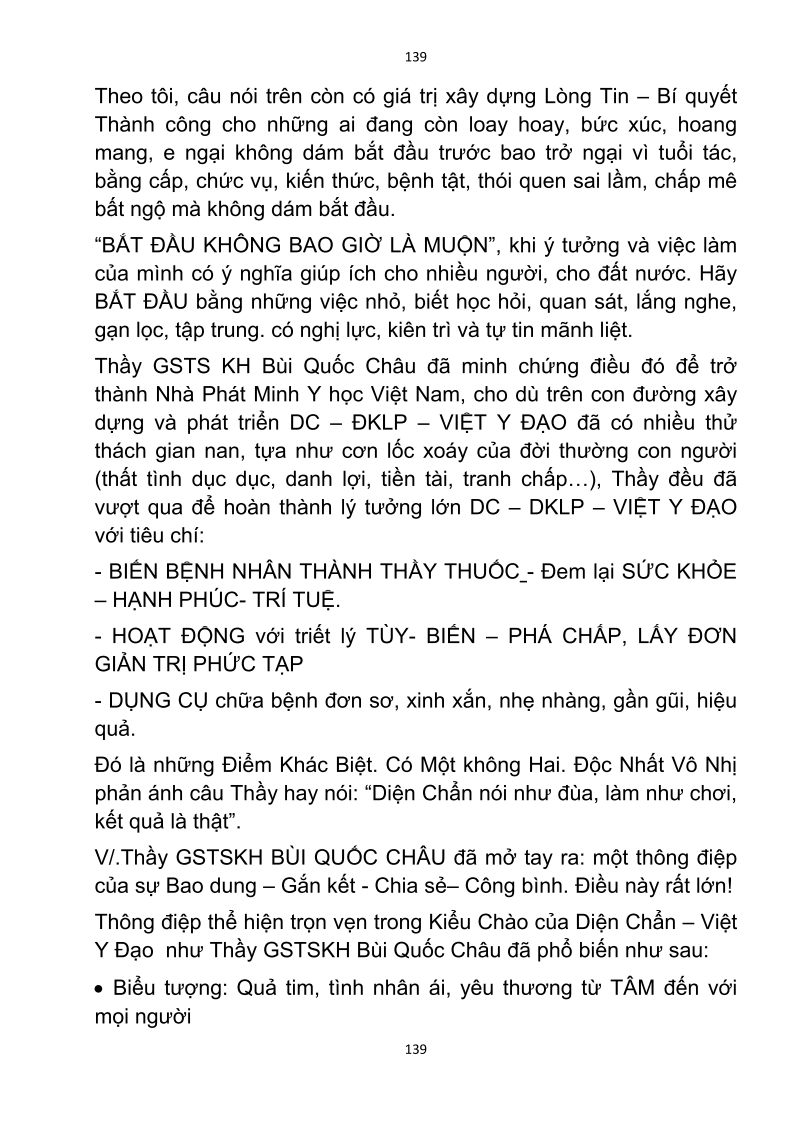 139
Theo tôi, câu nói trên còn có giá trị xây dựng Lòng Tin – Bí quyết
Thành công cho những ai đang còn loay hoay, bức xúc, hoang
mang, e ngại không dám bắt đầu trước bao trở ngại vì tuổi tác,
bằng cấp, chức vụ, kiến thức, bệnh tật, thói quen sai lầm, chấp mê
bất ngộ mà không dám bắt đầu.
“BẮT ĐẦU KHÔNG BAO GIỜ LÀ MUỘN”, khi ý tưởng và việc làm
của mình có ý nghĩa giúp ích cho nhiều người, cho đất nước. Hãy
BẮT ĐẦU bằng những việc nhỏ, biết học hỏi, quan sát, lắng nghe,
gạn lọc, tập trung. có nghị lực, kiên trì và tự tin mãnh liệt.
Thầy GSTS KH Bùi Quốc Châu đã minh chứng điều đó để trở
thành Nhà Phát Minh Y học Việt Nam, cho dù trên con đường xây
dựng và phát triển DC – ĐKLP – VIỆT Y ĐẠO đã có nhiều thử
thách gian nan, tựa như cơn lốc xoáy của đời thường con người
(thất tình dục dục, danh lợi, tiền tài, tranh chấp…), Thầy đều đã
vượt qua để hoàn thành lý tưởng lớn DC – DKLP – VIỆT Y ĐẠO
với tiêu chí:
- BIẾN BỆNH NHÂN THÀNH THẦY THUỐC - Đem lại SỨC KHỎE
– HẠNH PHÚC- TRÍ TUỆ.
- HOẠT ĐỘNG với triết lý TÙY- BIẾN – PHÁ CHẤP, LẤY ĐƠN
GIẢN TRỊ PHỨC TẠP
- DỤNG CỤ chữa bệnh đơn sơ, xinh xắn, nhẹ nhàng, gần gũi, hiệu
quả.
Đó là những Điểm Khác Biệt. Có Một không Hai. Độc Nhất Vô Nhị
phản ánh câu Thầy hay nói: “Diện Chẩn nói như đùa, làm như chơi,
kết quả là thật”.
V/.Thầy GSTSKH BÙI QUỐC CHÂU đã mở tay ra: một thông điệp
của sự Bao dung – Gắn kết - Chia sẻ– Công bình. Điều này rất lớn!
Thông điệp thể hiện trọn vẹn trong Kiểu Chào của Diện Chẩn – Việt
Y Đạo như Thầy GSTSKH Bùi Quốc Châu đã phổ biến như sau:
• Biểu tượng: Quả tim, tình nhân ái, yêu thương từ TÂM đến với
mọi người
139